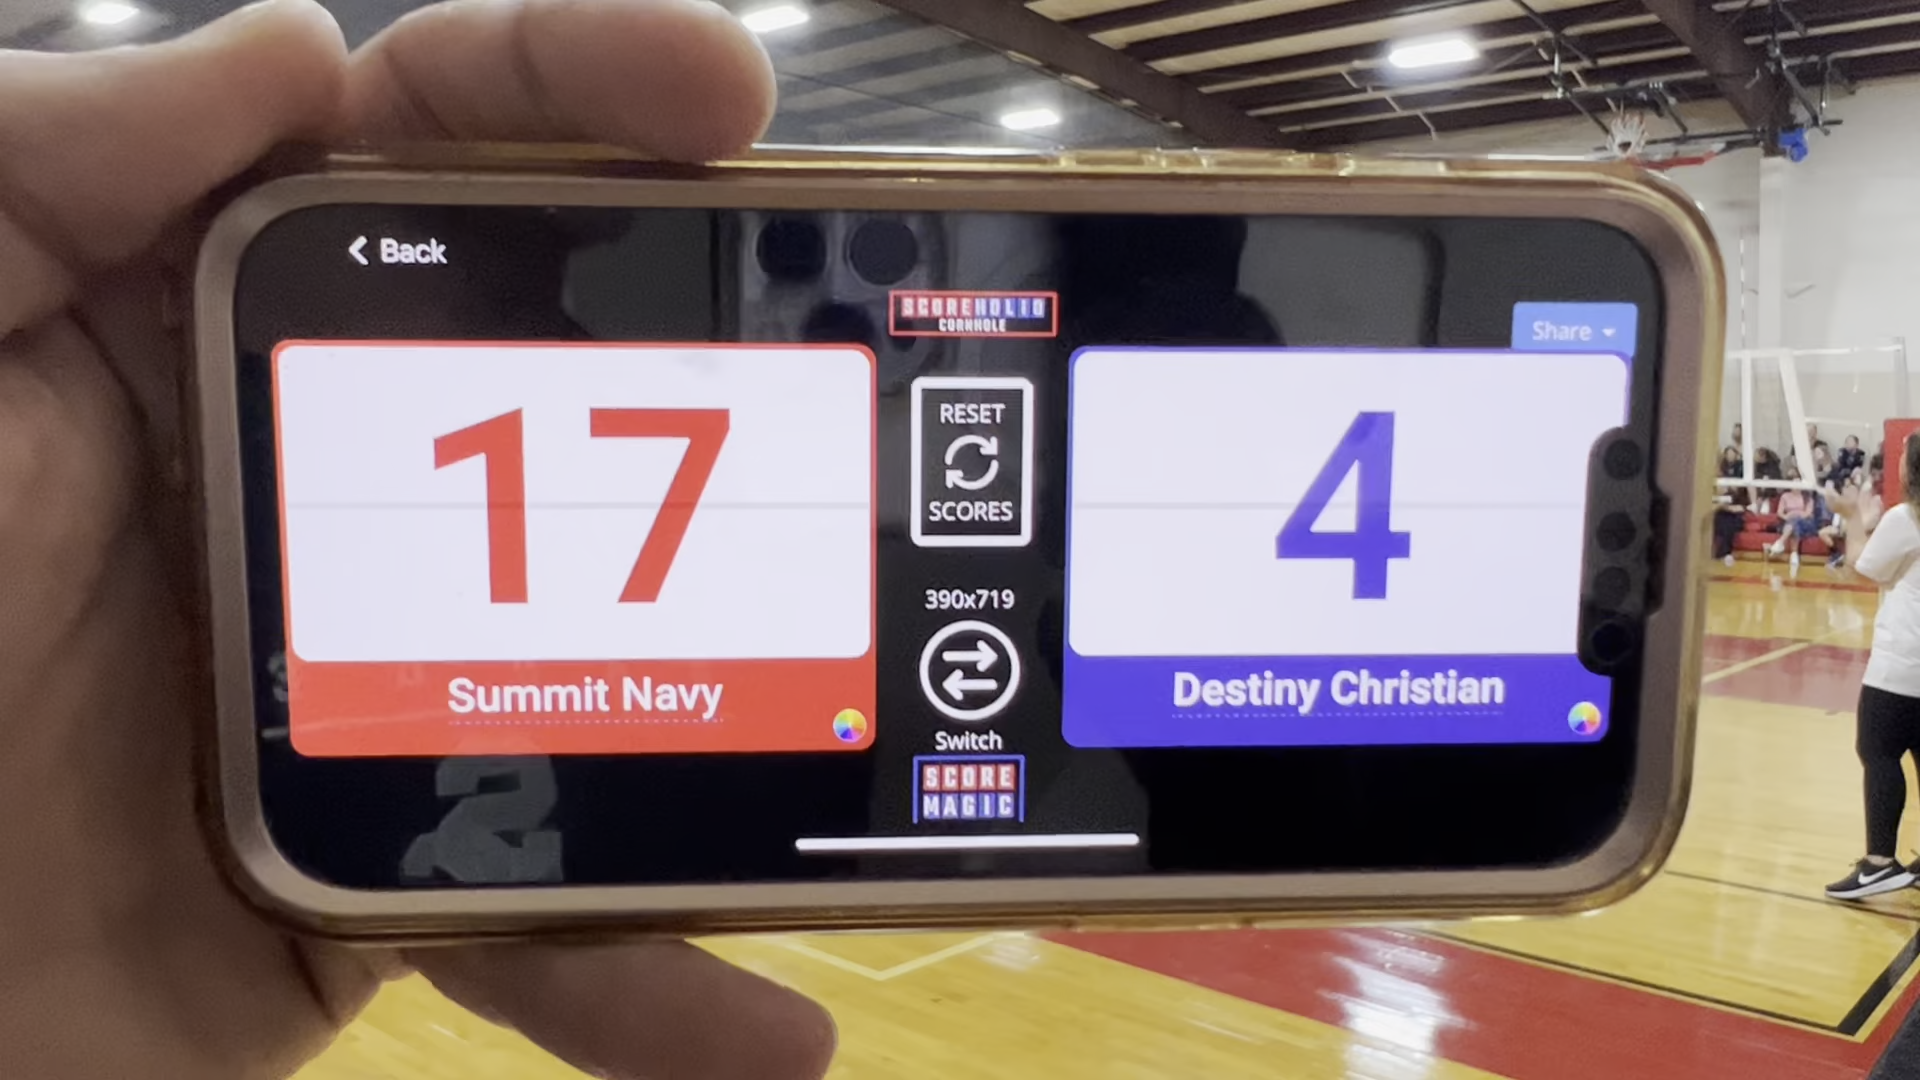 Back
SCOREHOLIO
CORNHOLE
Share
17
RESET
SCORES
4
390x719
Summit Navy
Destiny Christian
Switch
SCORE
MAGIC